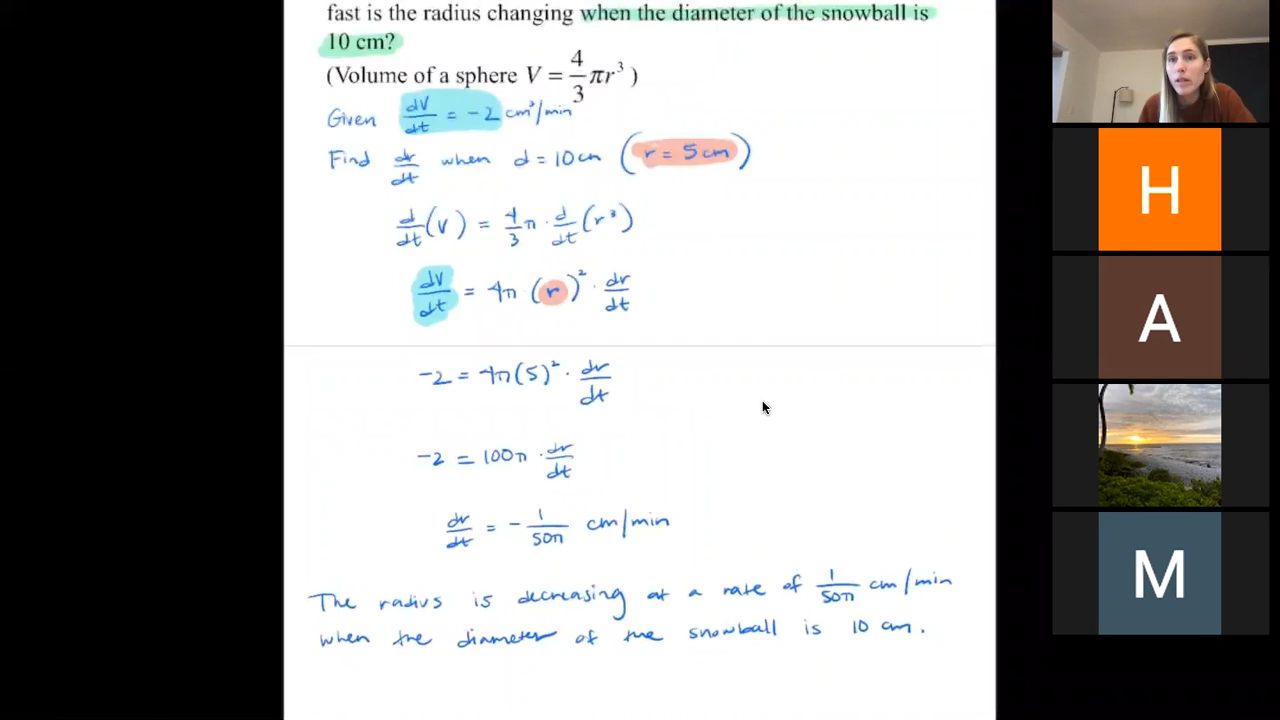 fast is the radius changing when the diameter of the snowball is
10 cm?
(Volume of a sphere V = 4/3 πr³ )
Given dV/dt = -2 cm³/min
Find dr/dt when d = 10cm (r = 5cm)
d/dt (V) = 4/3 π · d/dt (r³)
dV/dt = 4π (r)² · dr/dt
-2 = 4π(5)² · dr/dt
-2 = 100π · dr/dt
dr/dt = - 1/50π cm/min
The radius is decreasing at a rate of 1/50π cm/min
when the diameter of the snowball is 10 cm.
H
A
M